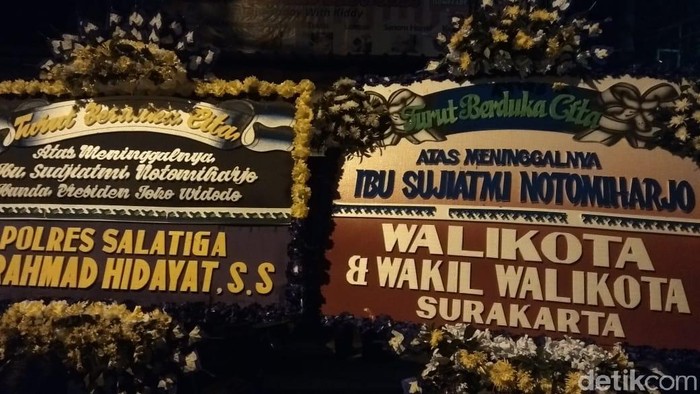 Turut Berduka Cita
Atas Meninggalnya
Ibu Sudjiatmi Notomiharjo
Ibunda Presiden Joko Widodo
POLRES SALATIGA
RAHMAD HIDAYAT, S.S
Turut Berduka Cita
ATAS MENINGGALNYA
IBU SUJIATMI NOTOMIHARJO
WALIKOTA
& WAKIL WALIKOTA
SURAKARTA
detikcom